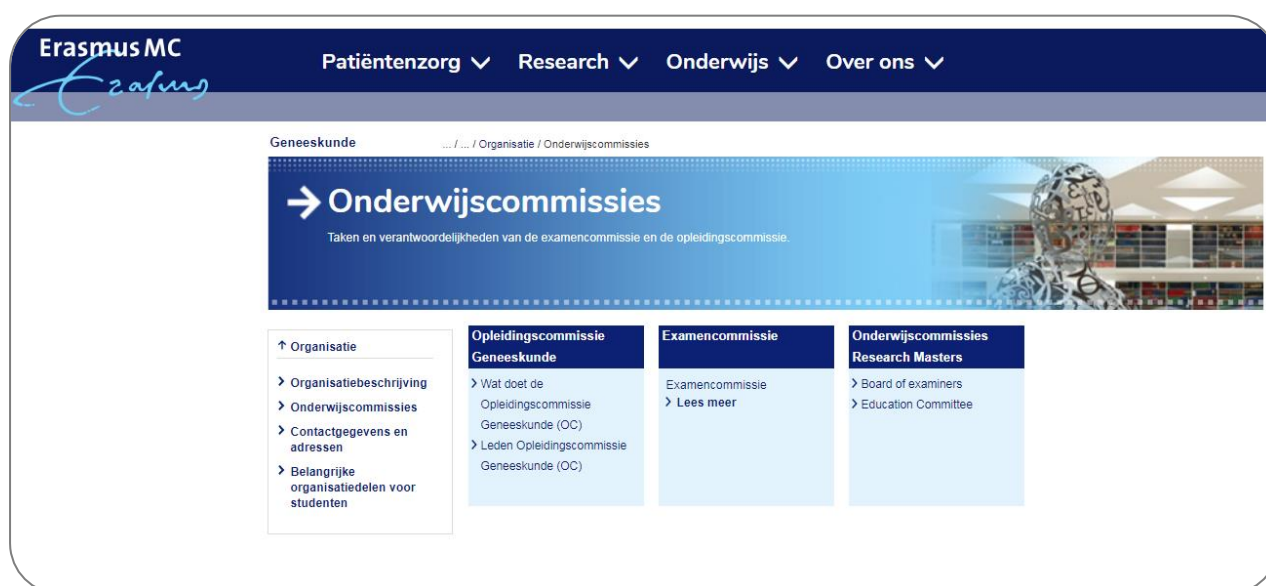 Erasmus MC
Erasmus
Patiëntenzorg Research Onderwijs Over ons
Geneeskunde
... / ... / Organisatie / Onderwijscommissies
Onderwijscommissies
Taken en verantwoordelijkheden van de examencommissie en de opleidingscommissie.
↑ Organisatie
> Organisatiebeschrijving
> Onderwijscommissies
> Contactgegevens en
adressen
> Belangrijke
organisatiedelen voor
studenten
Opleidingscommissie
Geneeskunde
> Wat doet de
Opleidingscommissie
Geneeskunde (OC)
> Leden Opleidingscommissie
Geneeskunde (OC)
Examencommissie
Examencommissie
> Lees meer
Onderwijscommissies
Research Masters
> Board of examiners
> Education Committee